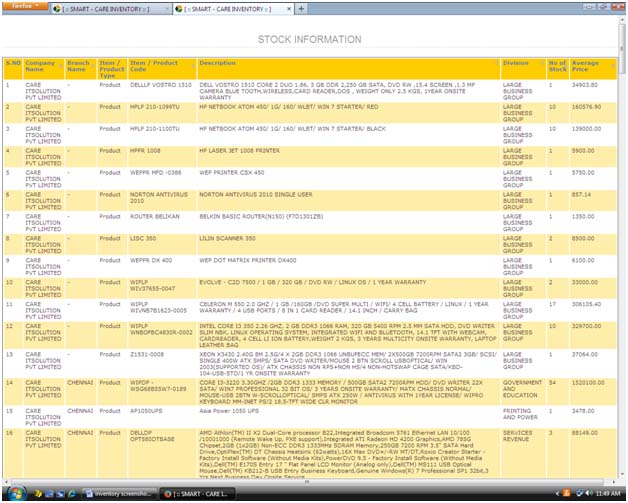 firefox
[ :: SMART - CARE INVENTORY :: ]
[ :: SMART - CARE INVENTORY :: ]
STOCK INFORMATION
S.NO Company Name Branch Name Item / Product Type Item / Product Code Description Division No of Stock Average Price
1 CARE ITSOLUTION PVT LIMITED - Product DELLLF VOSTRO 1510 DELL VOSTRO 1510 CORE 2 DUO 1.86, 3 GB DDR 2,250 GB SATA, DVD RW ,15.4 SCREEN ,1.3 MP CAMERA BLUE TOOTH,WIRELESS,CARD READER,DOS , WEIGHT ONLY 2.5 KGS, 1YEAR ONSITE WARRANTY LARGE BUSINESS GROUP 1 34903.80
2 CARE ITSOLUTION PVT LIMITED - Product HPLP 210-1099TU HP NETBOOK ATOM 450/ 1G/ 160/ WLBT/ WIN 7 STARTER/ RED LARGE BUSINESS GROUP 10 160576.90
3 CARE ITSOLUTION PVT LIMITED - Product HPLP 210-1100TU HP NETBOOK ATOM 450/ 1G/ 160/ WLBT/ WIN 7 STARTER/ BLACK LARGE BUSINESS GROUP 10 139000.00
4 CARE ITSOLUTION PVT LIMITED - Product HPPR 1008 HP LASER JET 1008 PRINTER LARGE BUSINESS GROUP 1 5900.00
5 CARE ITSOLUTION PVT LIMITED - Product WEPPR MFD -0386 WEP PRINTER CSX 450 LARGE BUSINESS GROUP 1 5750.00
6 CARE ITSOLUTION PVT LIMITED - Product NORTON ANTIVIRUS 2010 NORTON ANTIVIRUS 2010 SINGLE USER LARGE BUSINESS GROUP 1 857.14
7 CARE ITSOLUTION PVT LIMITED - Product ROUTER BELIKAN BELKIN BASIC ROUTER(N150) (F7D1301ZB) LARGE BUSINESS GROUP 1 1350.00
8 CARE ITSOLUTION PVT LIMITED - Product LISC 350 LILIN SCANNER 350 LARGE BUSINESS GROUP 2 8500.00
9 CARE ITSOLUTION PVT LIMITED - Product WEPPR DX 400 WEP DOT MATRIX PRINTER DX400 LARGE BUSINESS GROUP 1 6100.00
10 CARE ITSOLUTION PVT LIMITED - Product WIPLP WIV37655-0047 EVOLVE - C2D 7500 / 1 GB / 320 GB / DVD RW / LINUX OS / 1 YEAR WARRANTY LARGE BUSINESS GROUP 2 33000.00
11 CARE ITSOLUTION PVT LIMITED - Product WIPLP WIVNB7B1623-0005 CELERON M 550 2.0 GHZ / 1 GB /160GB /DVD SUPER MULTI / WIFI/ 4 CELL BATTERY / LINUX / 1 YEAR WARRANTY / 4 USB PORTS / 8 IN 1 CARD READER / 14.1 INCH / CARRY BAG LARGE BUSINESS GROUP 17 306105.40
12 CARE ITSOLUTION PVT LIMITED - Product WIPLP WNBOFBC4830R-0002 INTEL CORE I3 350 2.26 GHZ, 2 GB DDR3 1066 RAM, 320 GB 5400 RPM 2.5 MM SATA HDD, DVD WRITER SLIM NBK, LINUX OPERATING SYSTEM, INTEGRATED WIFI AND BLUETOOTH, 14.1 TFT WITH WEBCAM, CARDREADER, 4 CELL LI ION BATTERY,WEIGHT 2 KGS, 3 YEARS MULTICITY ONSITE WARRANTY, LAPTOP LEATHER BAG LARGE BUSINESS GROUP 10 329700.00
13 CARE ITSOLUTION PVT LIMITED - Product Z1531-0008 XEON X3430 2.4G 8M 2.5G/4 X 2GB DDR3 1066 UNBUFECC MEM/ 2X500GB 7200RPM SATA2 3GB/ SCSI/ SINGLE 400W ATX SMPS/ SATA DVD WRITER/MOUSE 2 BTN SCROLL USBOPTICAL/ WIN 2003(SUPPORTED OS)/ ATX CHASSIS NON RPS+NON HS/4 NON-HOTSWAP CAGE SATA/KBD-104-USB-STD/1 YR ONSITE WARRANTY LARGE BUSINESS GROUP 1 37064.00
14 CARE ITSOLUTION PVT LIMITED CHENNAI Product WIPDP - WSG68E55W7-0189 CORE I3-3220 3.30GHZ /2GB DDR3 1333 MEMORY / 500GB SATA2 7200RPM HDD/ DVD WRITER 22X SATA/ WIN7 PROFESSIONAL 32 BIT OS/ 3 YEARS ONSITE WARRANTY/ MATX CHASSIS NORMAL/ MOUSE-USB 2BTN W-SCROLLOPTICAL/ SMPS ATX 250W / ANTIVIRUS WITH 1YEAR LICENSE/ WIPRO KEYBOARD MM-INET PS/2 18.5-TFT WIDE CLR MONITOR GOVERNMENT AND EDUCATION 54 1520100.00
15 CARE ITSOLUTION PVT LIMITED CHENNAI Product AP1050UPS Asia Power 1050 UPS PRINTING AND POWER 1 3478.00
16 CARE ITSOLUTION PVT LIMITED CHENNAI Product DELLDP OPT580DTBASE AMD Athlon(TM) II X2 Dual-Core processor B22,Integrated Broadcom 5761 Ethernet LAN 10/100 /10001000 (Remote Wake Up, PXE support),Integrated ATI Radeon HD 4200 Graphics,AMD 785G Chipset,2GB (1x2GB) Non-ECC DDR3 1333MHz SDRAM Memory,250GB 7200 RPM 3.5" SATA Hard Drive,OptiPlex(TM) DT Chassis Heatsink (62watts),16X Max DVD+/-RW MT/DT,Roxio Creator Starter - Factory Install Software (Without Media Kits),PowerDVD 9.5 - Factory Install Software (Without Media Kits),Dell(TM) E170S Entry 17 " Flat Panel LCD Monitor (Analog only),Dell(TM) MS111 USB Optical Mouse,Dell(TM) KB212-B USB Entry Business Keyboard,Genuine Windows(R) 7 Professional SP1 32bit,3 Yrs Next Business Day Onsite Service SERVICES REVENUE 3 88149.00
inventory screensho...
[ :: SMART - CARE I...
11:49 AM